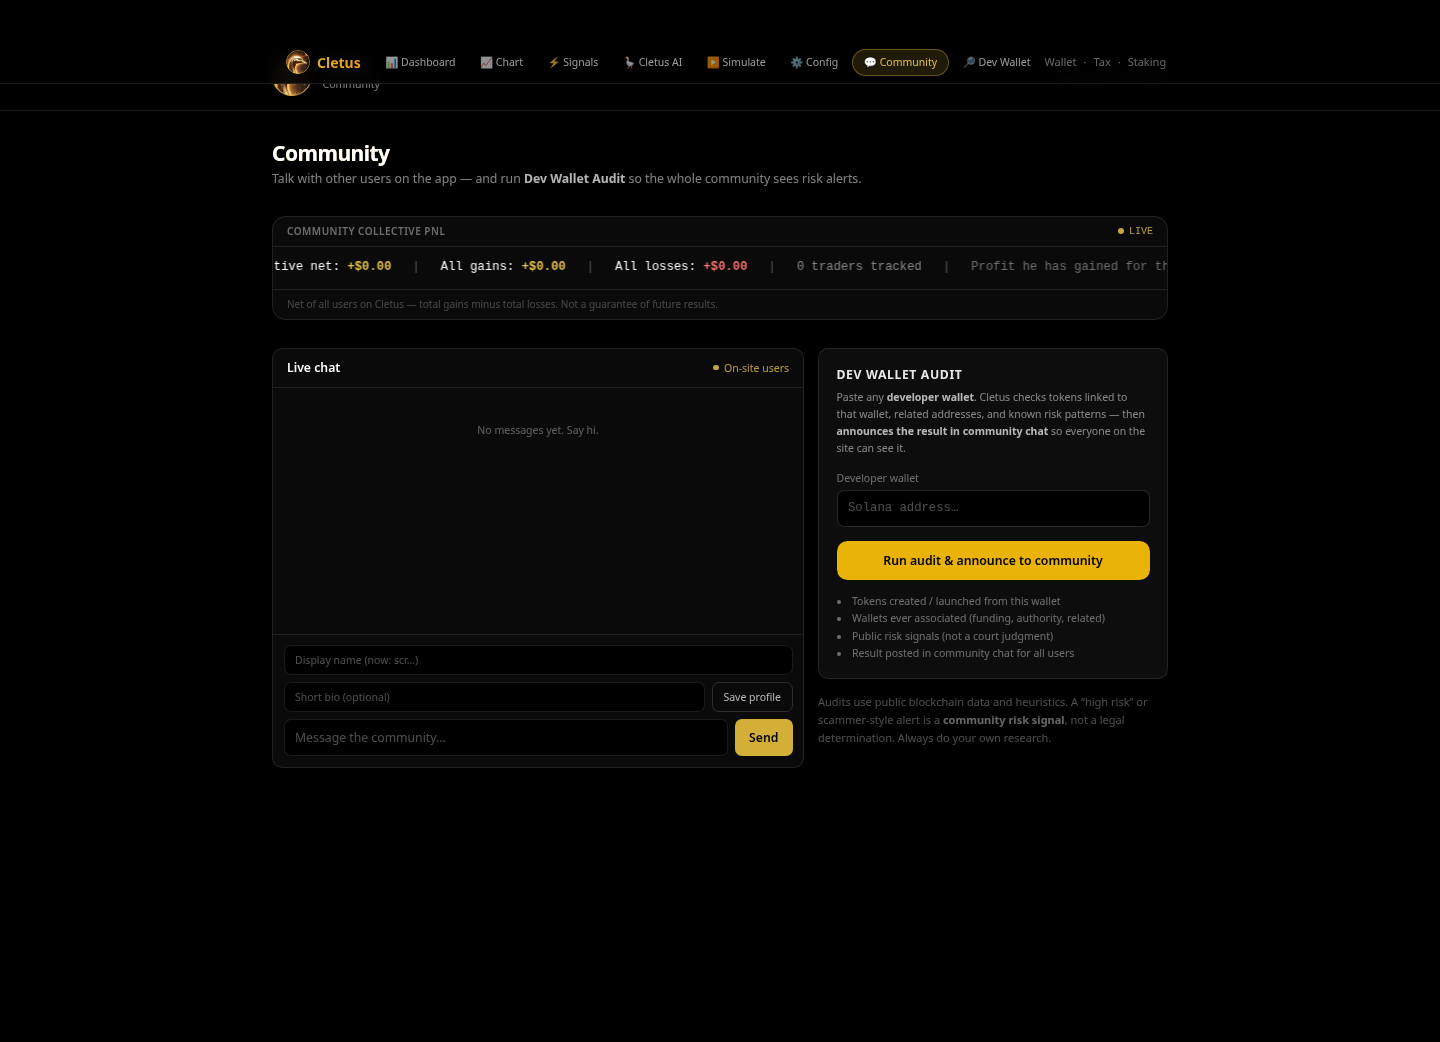 Cletus
📊 Dashboard
📈 Chart
⚡ Signals
🦤 Cletus AI
▶️ Simulate
⚙️ Config
💬 Community
🔎 Dev Wallet
Wallet · Tax · Staking
Community
Community
Talk with other users on the app — and run Dev Wallet Audit so the whole community sees risk alerts.
COMMUNITY COLLECTIVE PNL
LIVE
tive net: +$0.00 | All gains: +$0.00 | All losses: +$0.00 | 0 traders tracked | Profit he has gained for th
Net of all users on Cletus — total gains minus total losses. Not a guarantee of future results.
Live chat
On-site users
No messages yet. Say hi.
Display name (now: scr…)
Short bio (optional)
Save profile
Message the community…
Send
DEV WALLET AUDIT
Paste any developer wallet. Cletus checks tokens linked to
that wallet, related addresses, and known risk patterns — then
announces the result in community chat so everyone on the
site can see it.
Developer wallet
Solana address…
Run audit & announce to community
• Tokens created / launched from this wallet
• Wallets ever associated (funding, authority, related)
• Public risk signals (not a court judgment)
• Result posted in community chat for all users
Audits use public blockchain data and heuristics. A “high risk” or
scammer-style alert is a community risk signal, not a legal
determination. Always do your own research.